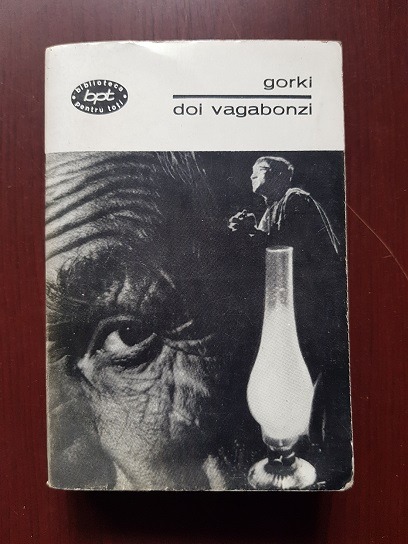 biblioteca
bpt
pentru toți
gorki
doi vagabonzi